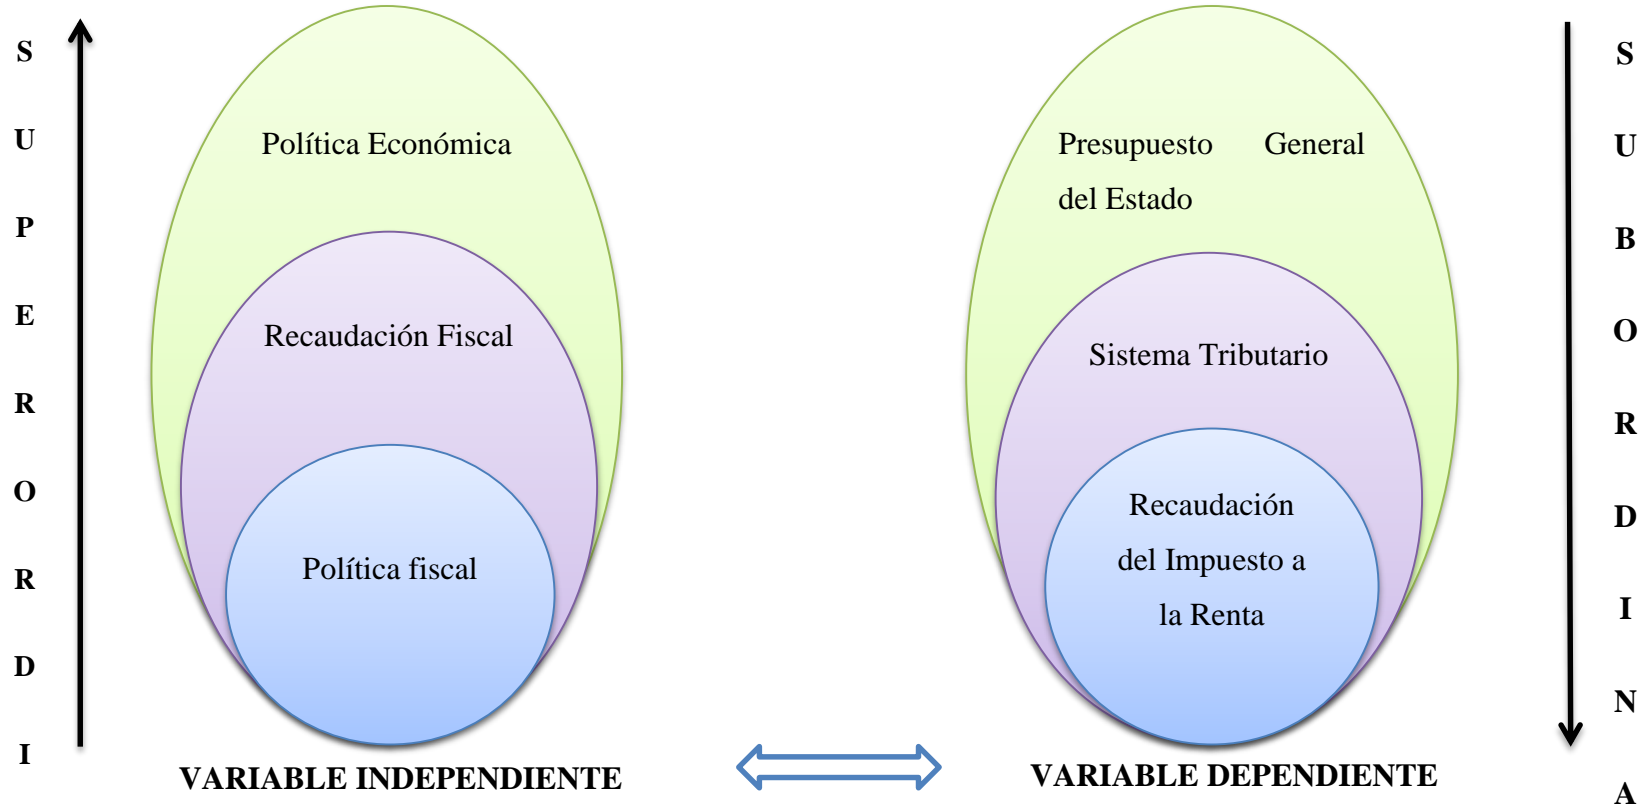 S
U
P
E
R
O
R
D
I
Política Económica
Recaudación Fiscal
Política fiscal
VARIABLE INDEPENDIENTE
Presupuesto General
del Estado
Sistema Tributario
Recaudación
del Impuesto a
la Renta
VARIABLE DEPENDIENTE
S
U
B
O
R
D
I
N
A